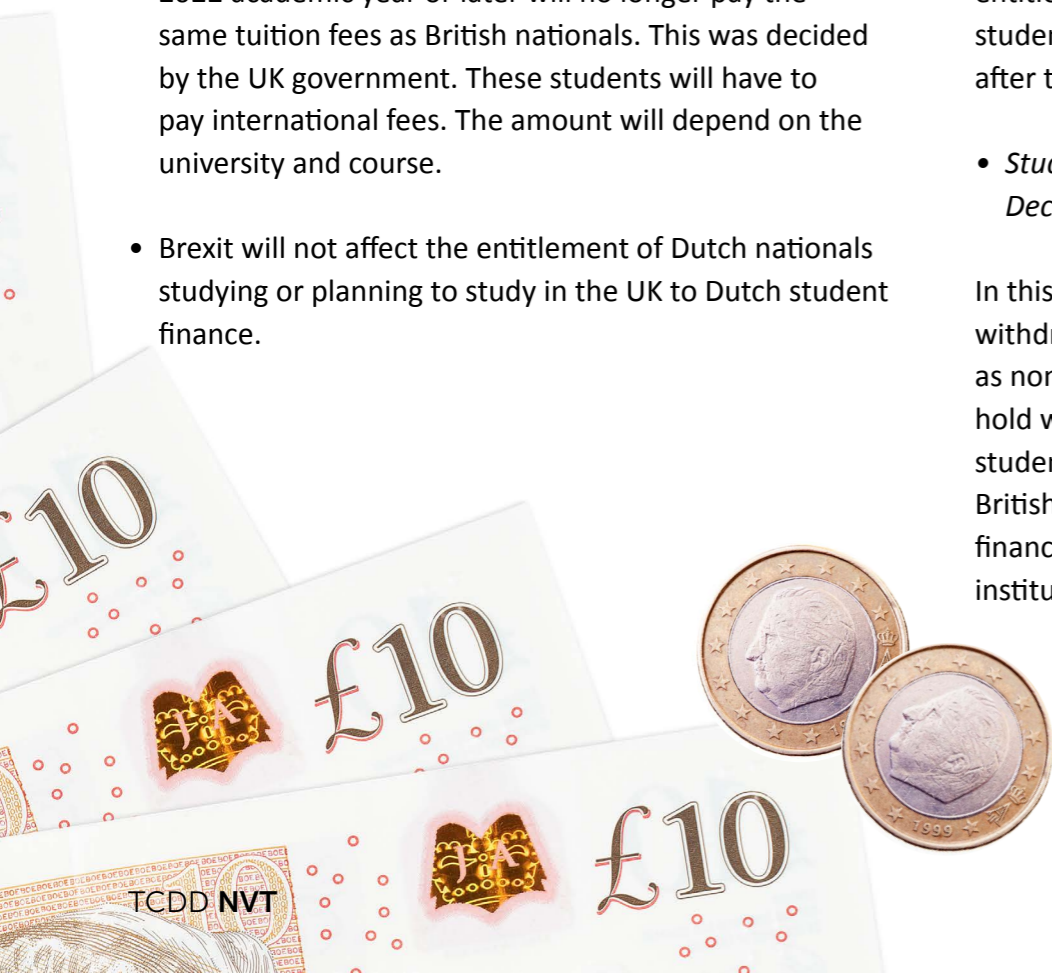 same tuition fees as British nationals. This was decided
by the UK government. These students will have to
pay international fees. The amount will depend on the
university and course.
• Brexit will not affect the entitlement of Dutch nationals
studying or planning to study in the UK to Dutch student
finance.
after t
• Stu
Dec
In this
withdr
as
hold
British
financ
institu
£10
£10
£10
1999
TCDD NVT